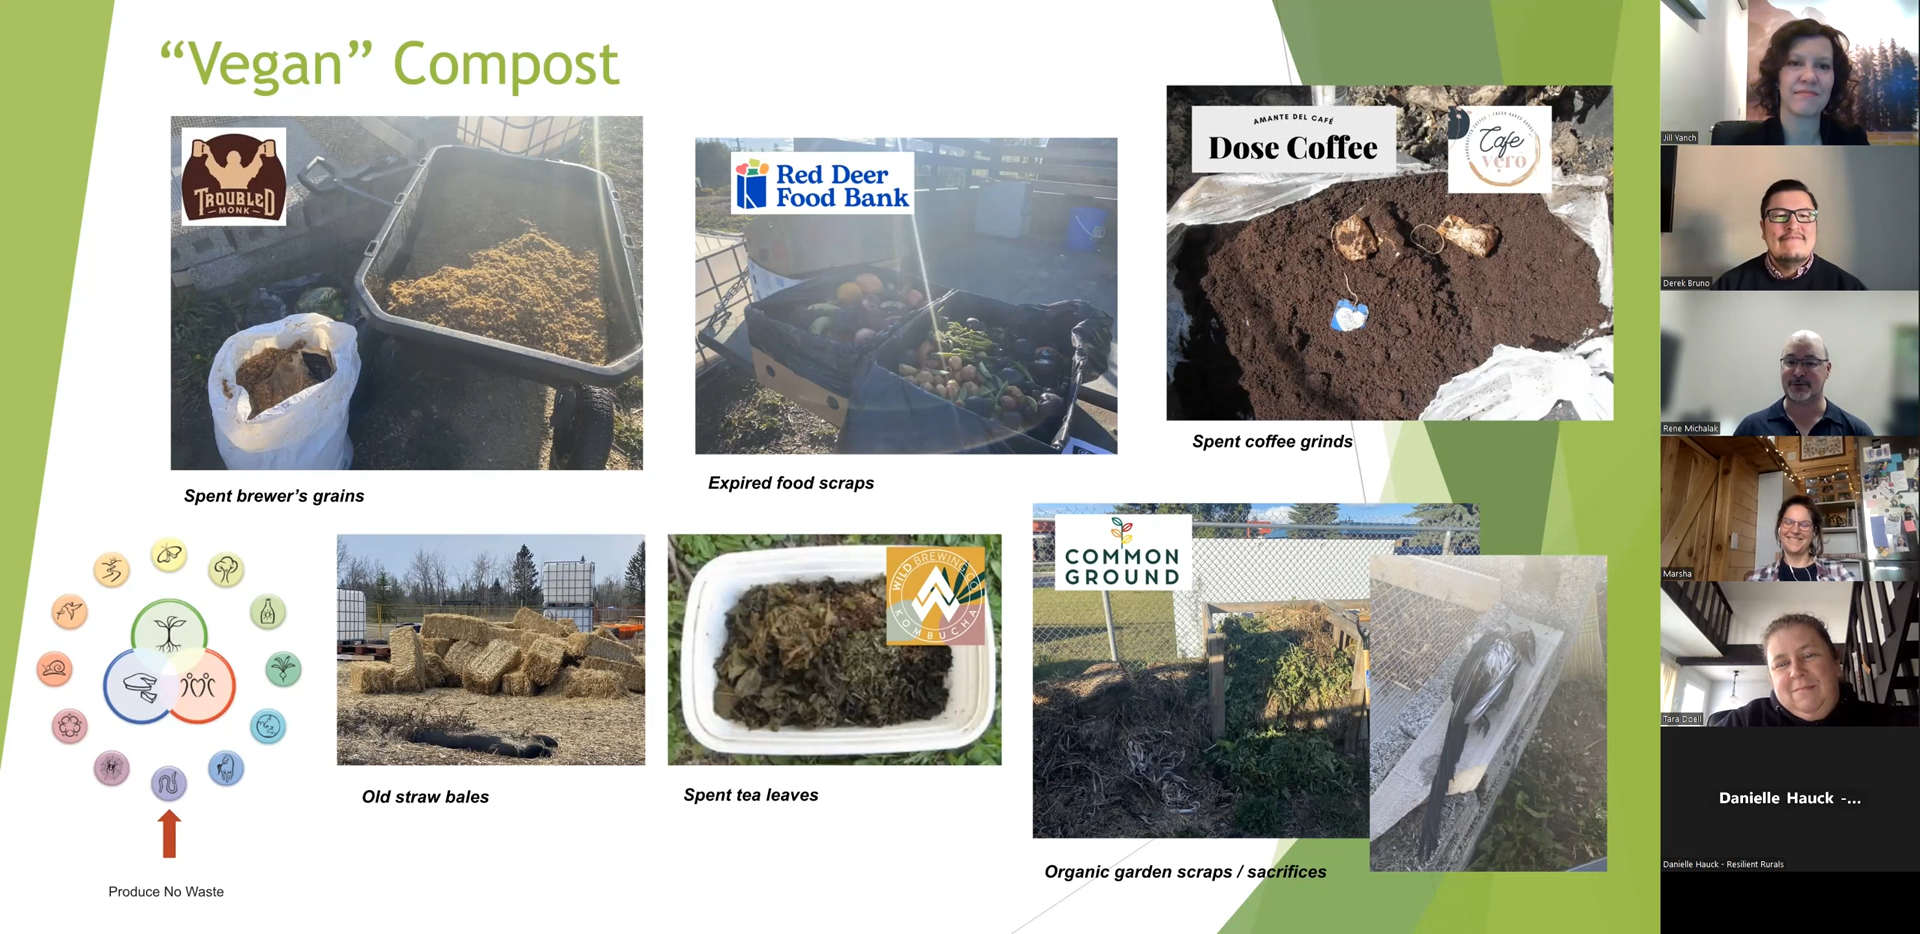 “Vegan” Compost
TROUBLED
MONK
Red Deer
Food Bank
AMANTE DEL CAFÉ
Dose Coffee
Cafe
vero
Spent brewer’s grains
Expired food scraps
Spent coffee grinds
WILD BREWING CO
KOMBUCHA
COMMON
GROUND
Old straw bales
Spent tea leaves
Organic garden scraps / sacrifices
Produce No Waste
Jill Yanch
Derek Bruno
Rene Michalak
Marsha
Tara Doell
Danielle Hauck -...
Danielle Hauck - Resilient Rurals